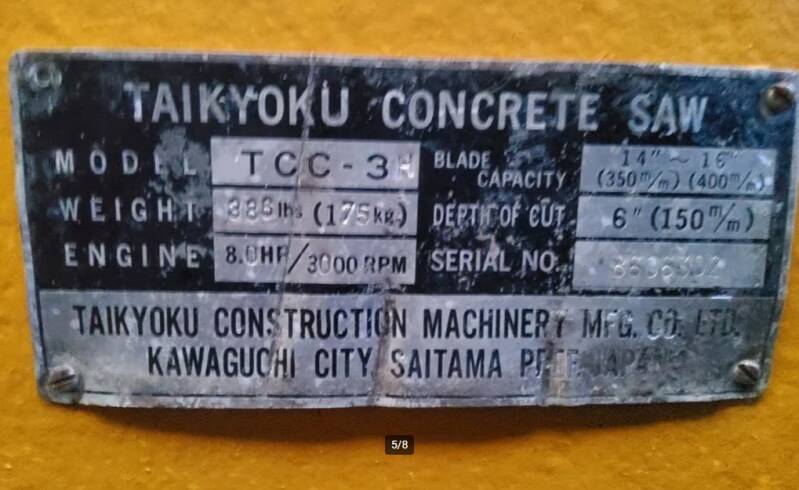 TAIKYOKU CONCRETE SAW
MODEL TCC-3H
BLADE CAPACITY 14" ~ 16" (350m/m) (400m/m)
WEIGHT 386lbs (175kg.)
DEPTH OF CUT 6" (150m/m)
ENGINE 8.0HP/3000RPM
SERIAL NO.
TAIKYOKU CONSTRUCTION MACHINERY MFG. CO. LTD.
KAWAGUCHI CITY, SAITAMA PREF. JAPAN
5/8